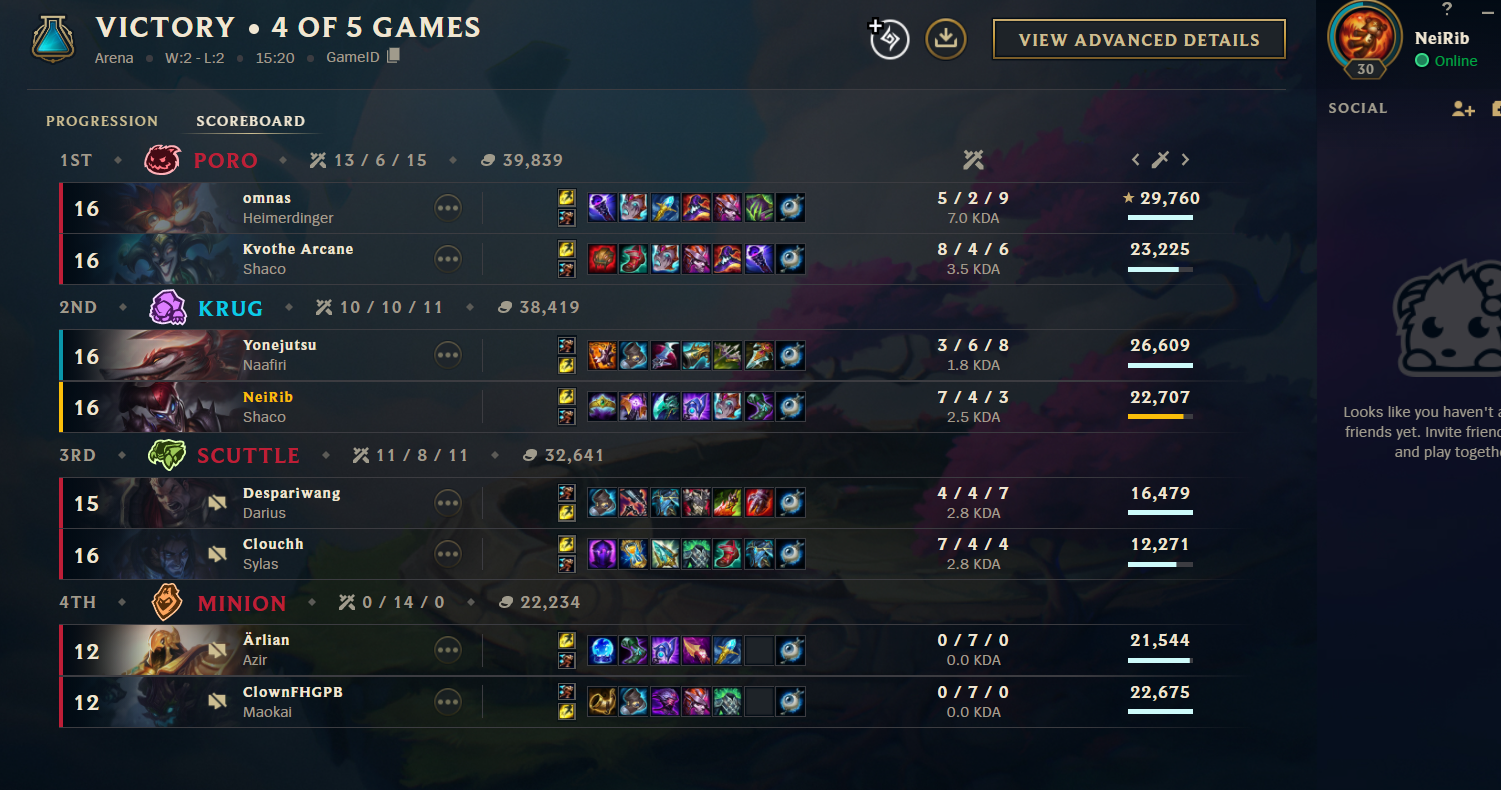 VICTORY • 4 OF 5 GAMES
Arena • W:2 - L:2 • 15:20 • GameID
VIEW ADVANCED DETAILS
?
30
NeiRib
Online
SOCIAL
PROGRESSION SCOREBOARD
1ST PORO 13 / 6 / 15 39,839
16 omnas 5 / 2 / 9 29,760
Heimerdinger 7.0 KDA
16 Kvothe Arcane 8 / 4 / 6 23,225
Shaco 3.5 KDA
2ND KRUG 10 / 10 / 11 38,419
16 Yonejutsu 3 / 6 / 8 26,609
Naafiri 1.8 KDA
16 NeiRib 7 / 4 / 3 22,707
Shaco 2.5 KDA
3RD SCUTTLE 11 / 8 / 11 32,641
15 Despariwang 4 / 4 / 7 16,479
Darius 2.8 KDA
16 Clouchh 7 / 4 / 4 12,271
Sylas 2.8 KDA
4TH MINION 0 / 14 / 0 22,234
12 Ärlian 0 / 7 / 0 21,544
Azir 0.0 KDA
12 ClownFHGPB 0 / 7 / 0 22,675
Maokai 0.0 KDA
Looks like you haven't a
friends yet. Invite frien
and play togeth